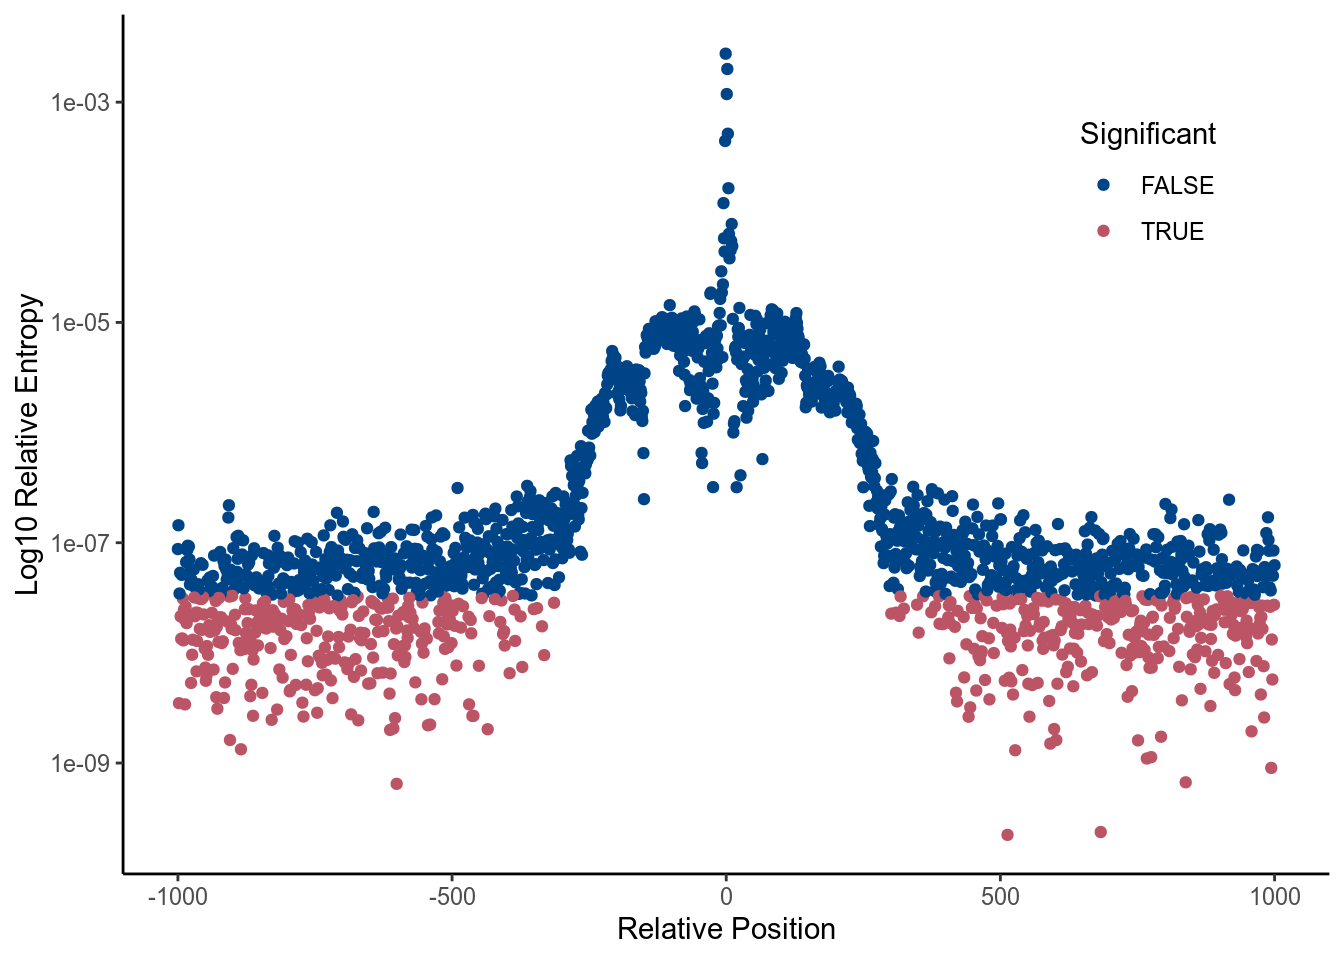 Log10 Relative Entropy
1e-03
1e-05
1e-07
1e-09
Significant
FALSE
TRUE
-1000
-500
0
500
1000
Relative Position